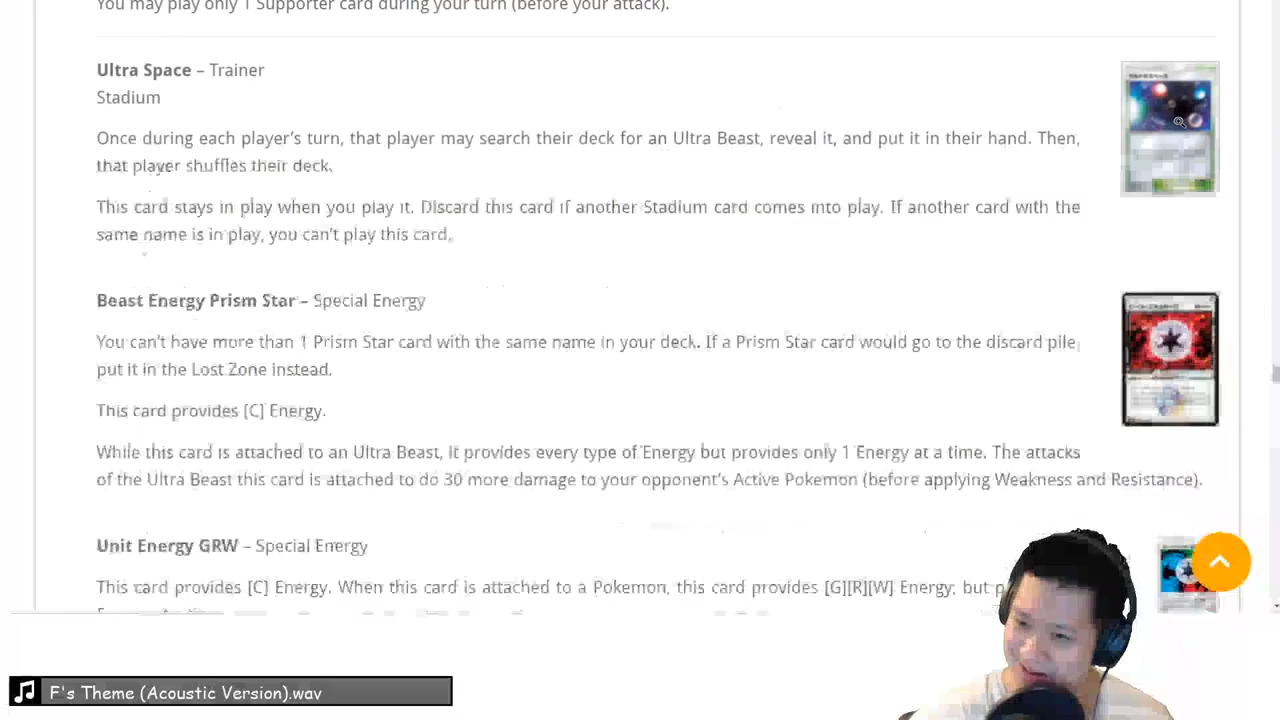 You may play only 1 Supporter card during your turn (before your attack).
Ultra Space – Trainer
Stadium
Once during each player's turn, that player may search their deck for an Ultra Beast, reveal it, and put it in their hand. Then,
that player shuffles their deck.
This card stays in play when you play it. Discard this card if another Stadium card comes into play. If another card with the
same name is in play, you can't play this card.
Beast Energy Prism Star – Special Energy
You can't have more than 1 Prism Star card with the same name in your deck. If a Prism Star card would go to the discard pile,
put it in the Lost Zone instead.
This card provides [C] Energy.
While this card is attached to an Ultra Beast, it provides every type of Energy but provides only 1 Energy at a time. The attacks
of the Ultra Beast this card is attached to do 30 more damage to your opponent's Active Pokemon (before applying Weakness and Resistance).
Unit Energy GRW – Special Energy
This card provides [C] Energy. When this card is attached to a Pokemon, this card provides [G][R][W] Energy, but
F's Theme (Acoustic Version).wav